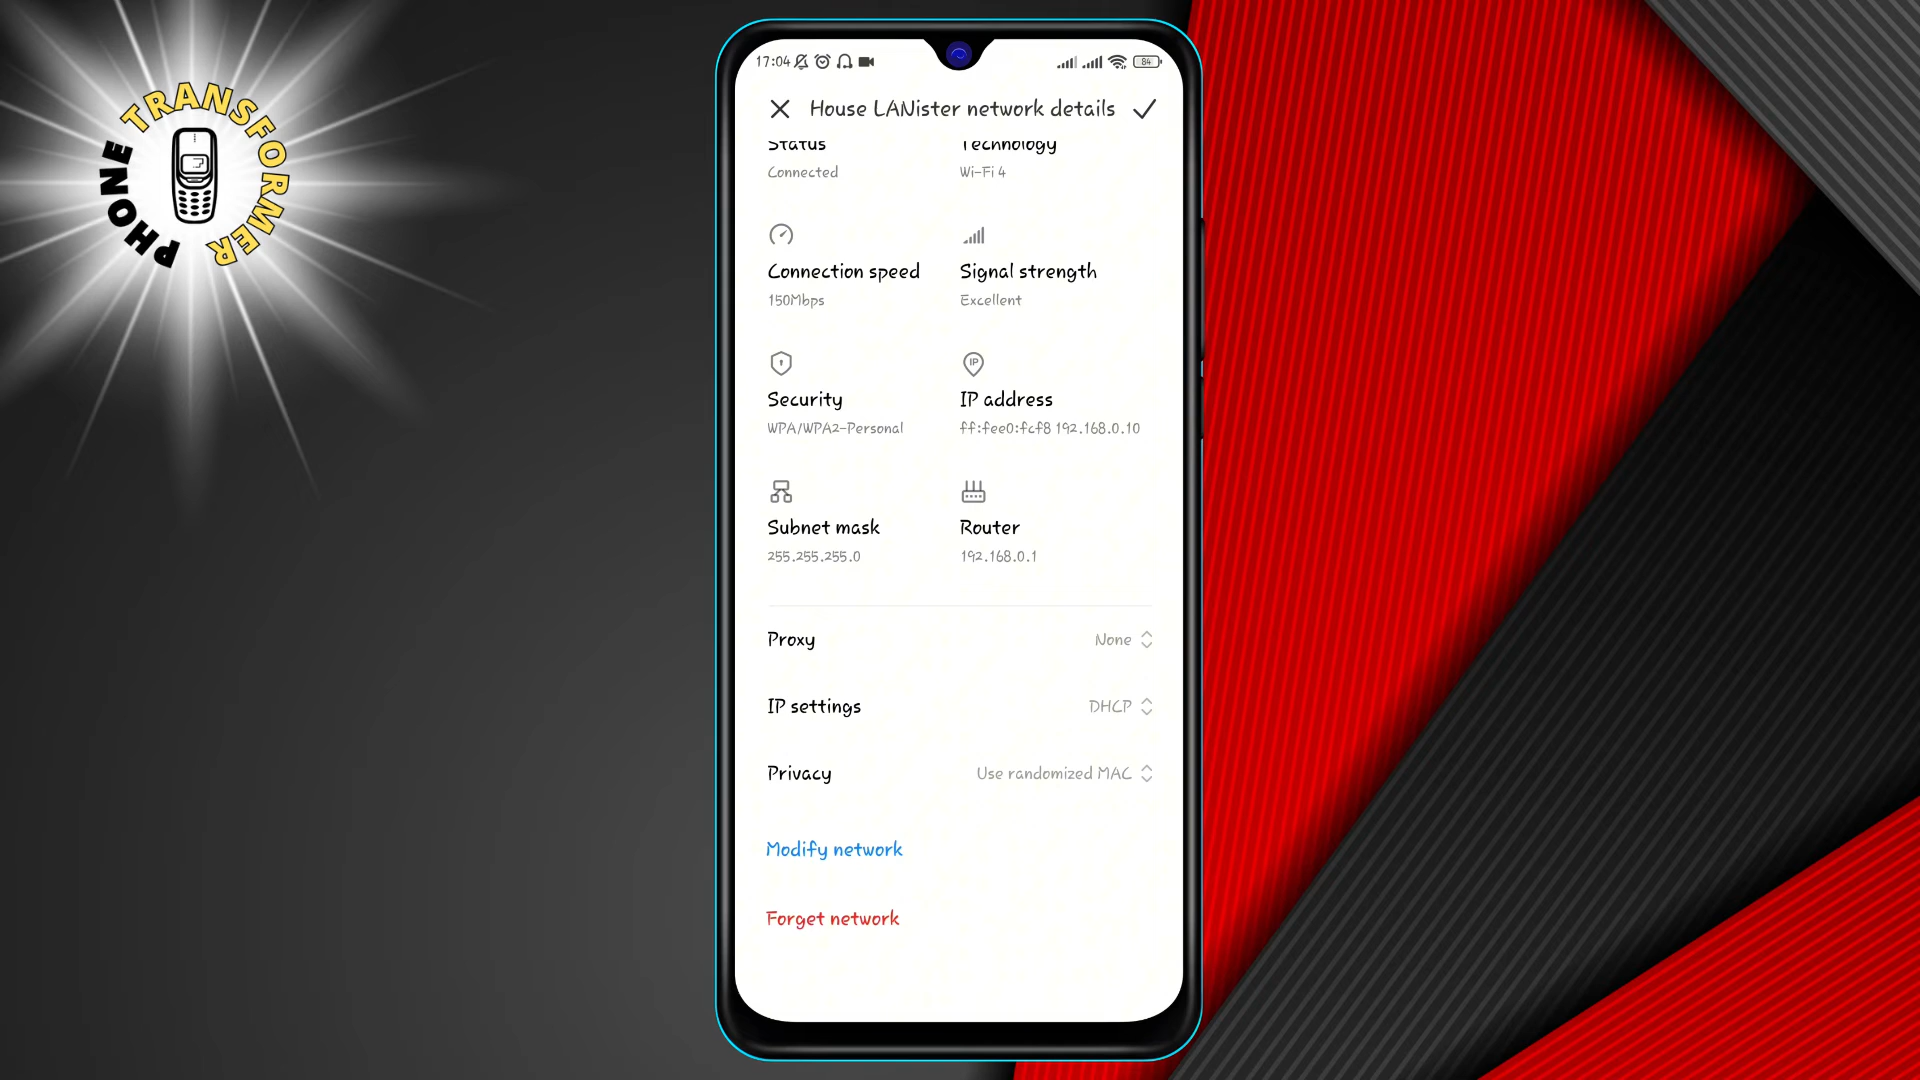 PHONE TRANSFORMER
17:04
84
House LANister network details
Status
Technology
Connected
Wi-Fi 4
Connection speed
Signal strength
150Mbps
Excellent
IP
Security
IP address
WPA/WPA2-Personal
ff:fee0:fcf8 192.168.0.10
Subnet mask
Router
255.255.255.0
192.168.0.1
Proxy
None
IP settings
DHCP
Privacy
Use randomized MAC
Modify network
Forget network